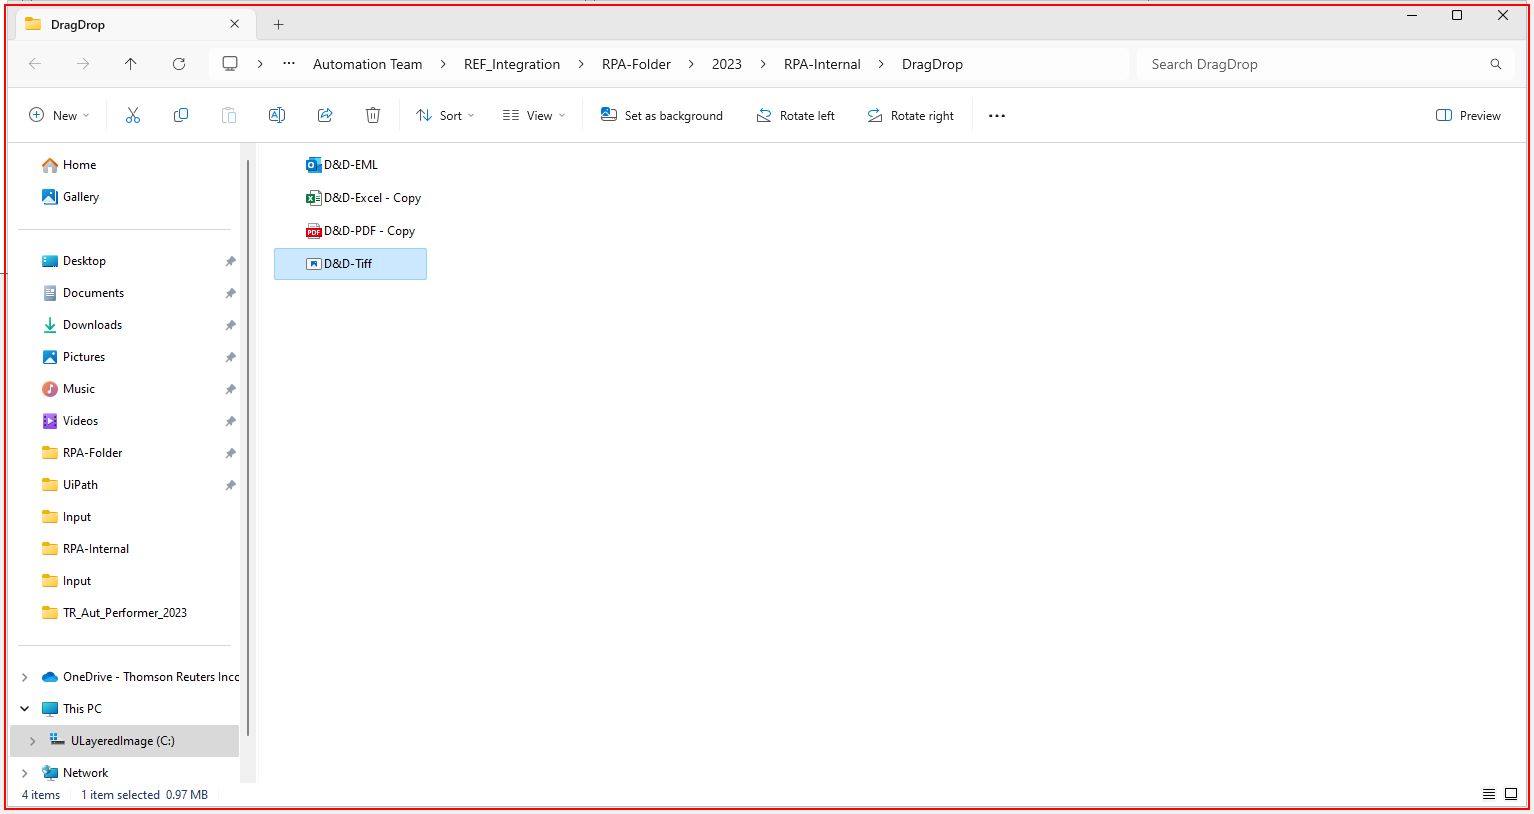 DragDrop
Automation Team > REF_Integration > RPA-Folder > 2023 > RPA-Internal > DragDrop
Search DragDrop
New
Sort
View
Set as background
Rotate left
Rotate right
Preview
Home
Gallery
Desktop
Documents
Downloads
Pictures
Music
Videos
RPA-Folder
UiPath
Input
RPA-Internal
Input
TR_Aut_Performer_2023
OneDrive - Thomson Reuters Inc
This PC
ULayeredImage (C:)
Network
D&D-EML
D&D-Excel - Copy
D&D-PDF - Copy
D&D-Tiff
4 items
1 item selected 0.97 MB